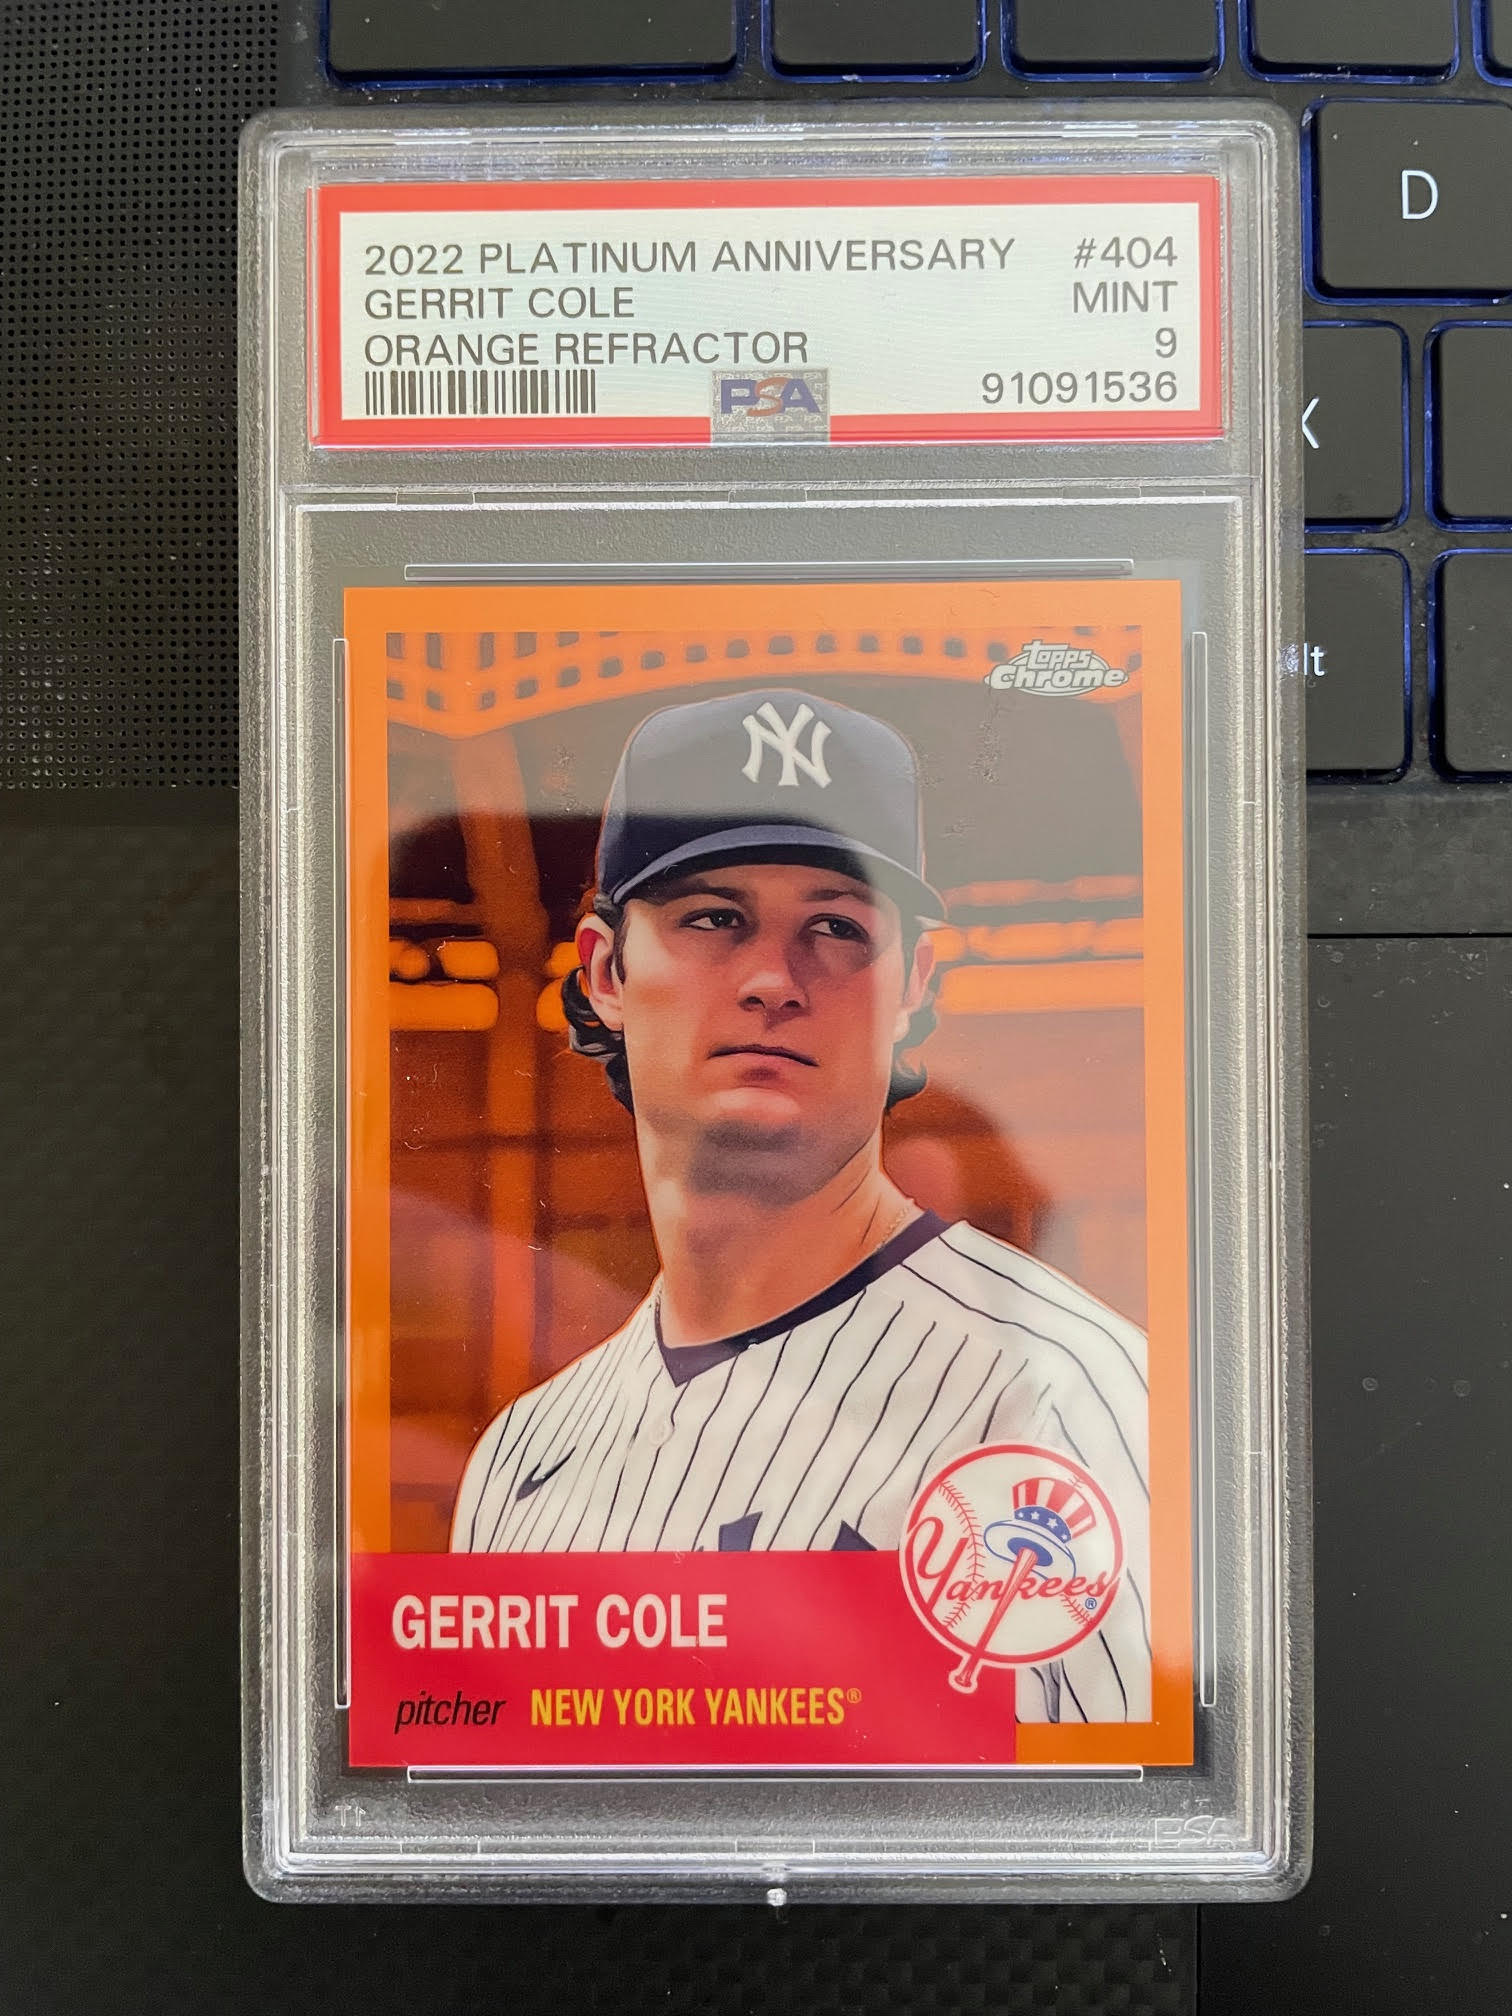 2022 PLATINUM ANNIVERSARY #404
GERRIT COLE MINT
ORANGE REFRACTOR 9
PSA 91091536
D
X
lt
topps
Chrome
NY
Yankees®
GERRIT COLE
pitcher NEW YORK YANKEES®
PSA